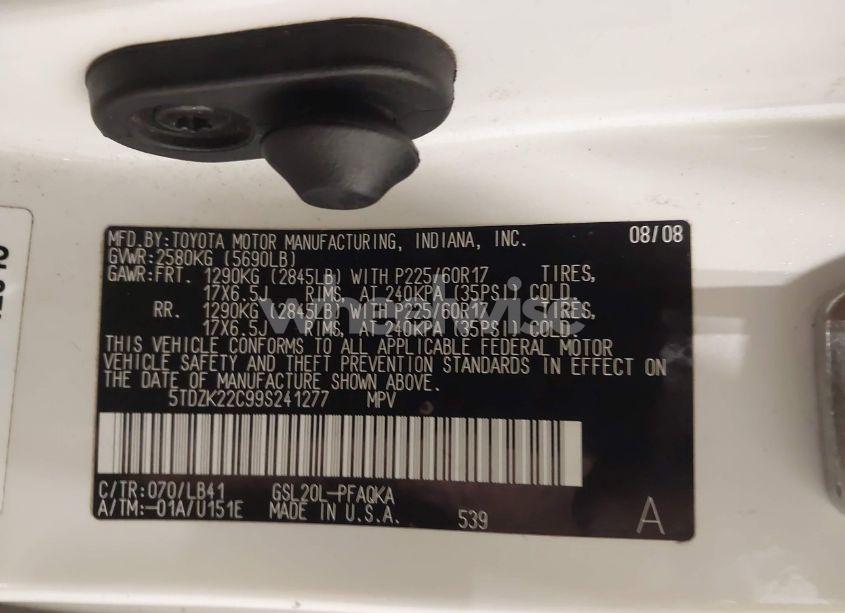 MFD.BY:TOYOTA MOTOR MANUFACTURING, INDIANA, INC. 08/08
GVWR:2580KG (5690LB)
GAWR:FRT. 1290KG (2845LB) WITH P225/60R17 TIRES,
17X6.5J RIMS, AT 240KPA (35PSI) COLD.
RR. 1290KG (2845LB) WITH P225/60R17 TIRES,
17X6.5J RIMS, AT 240KPA (35PSI) COLD.
THIS VEHICLE CONFORMS TO ALL APPLICABLE FEDERAL MOTOR
VEHICLE SAFETY AND THEFT PREVENTION STANDARDS IN EFFECT ON
THE DATE OF MANUFACTURE SHOWN ABOVE.
5TDZK22C99S241277 MPV
C/TR:070/LB41 GSL20L-PFAQKA
A/TM:-01A/U151E MADE IN U.S.A. 539 A